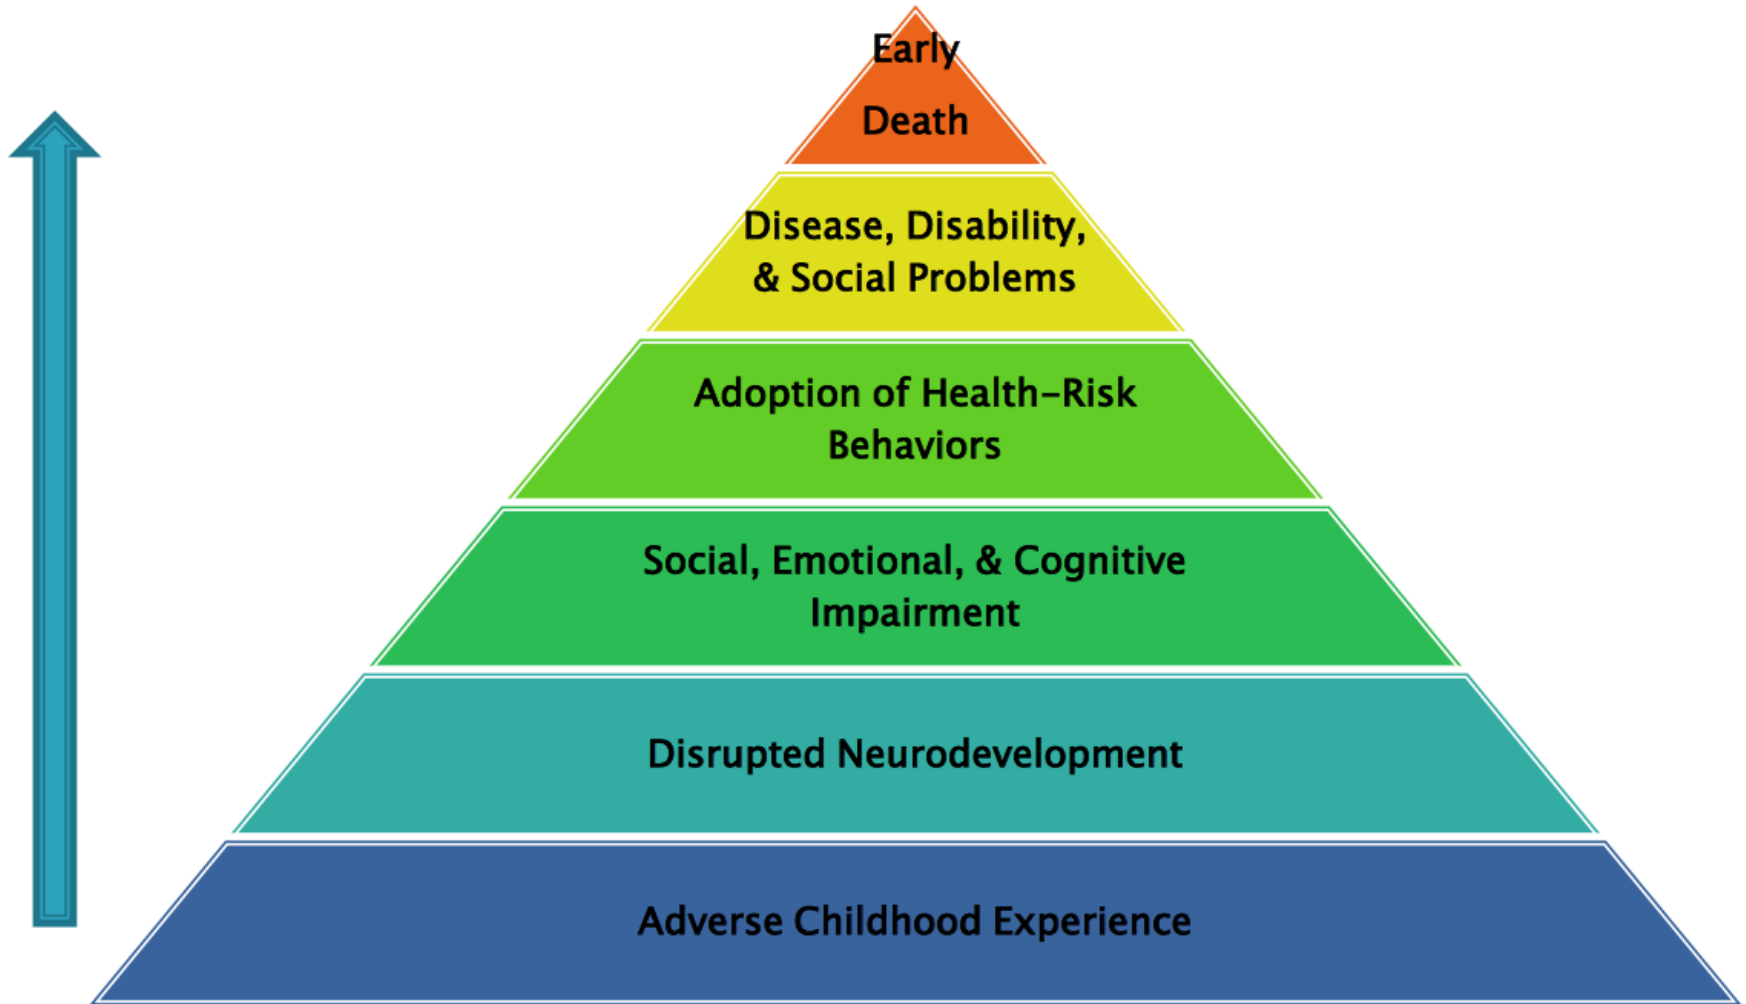 Early
Death
Disease, Disability,
& Social Problems
Adoption of Health-Risk
Behaviors
Social, Emotional, & Cognitive
Impairment
Disrupted Neurodevelopment
Adverse Childhood Experience